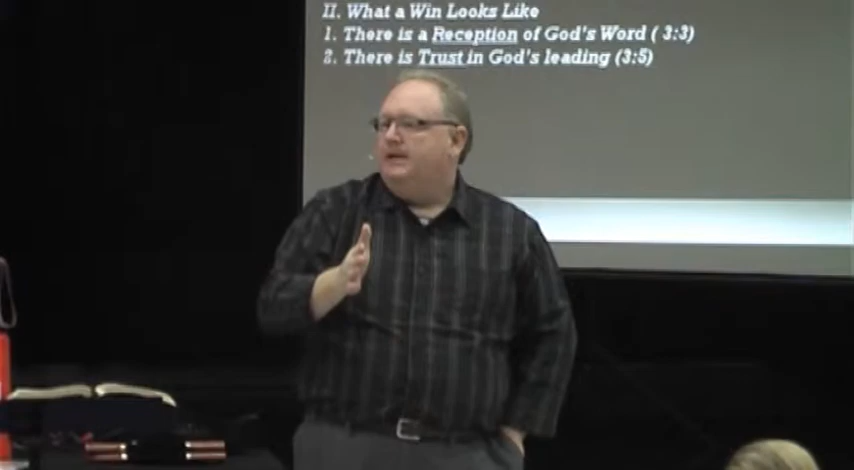 II. What a Win Looks Like
1. There is a Reception of God's Word ( 3:3)
2. There is Trust in God's leading (3:5)